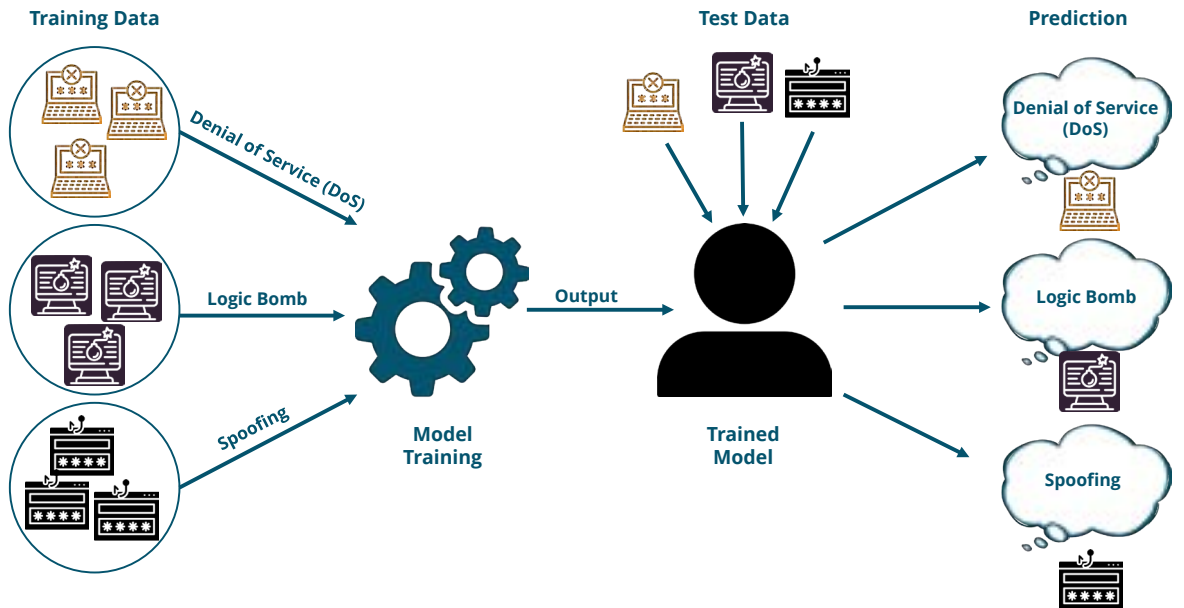 Training Data
Test Data
Prediction
Denial of Service (DoS)
Logic Bomb
Spoofing
Model
Training
Output
Trained
Model
Denial of Service
(DoS)
Logic Bomb
Spoofing